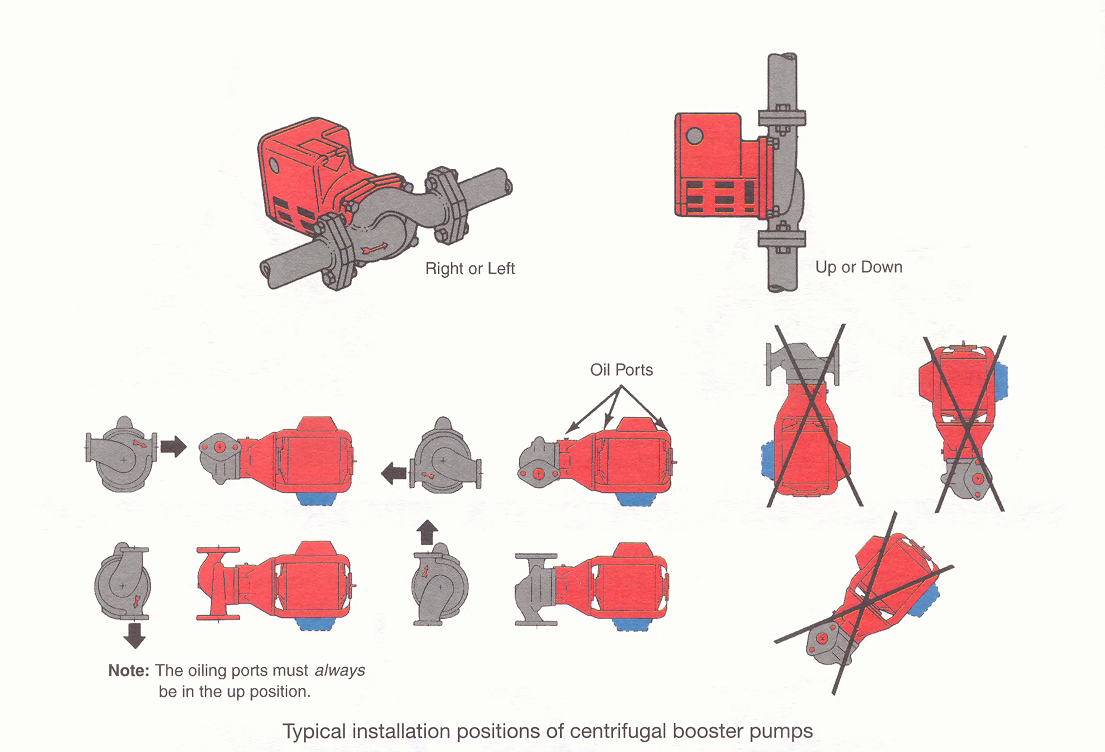 Right or Left
Up or Down
Oil Ports
Note: The oiling ports must always
be in the up position.
Typical installation positions of centrifugal booster pumps